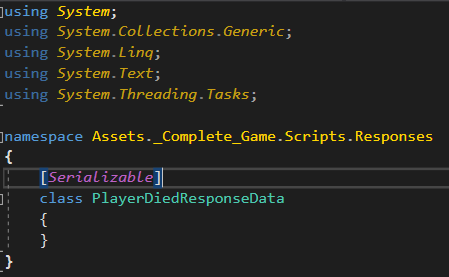 using System;
using System.Collections.Generic;
using System.Linq;
using System.Text;
using System.Threading.Tasks;
namespace Assets._Complete_Game.Scripts.Responses
{
[Serializable]
class PlayerDiedResponseData
{
}
}